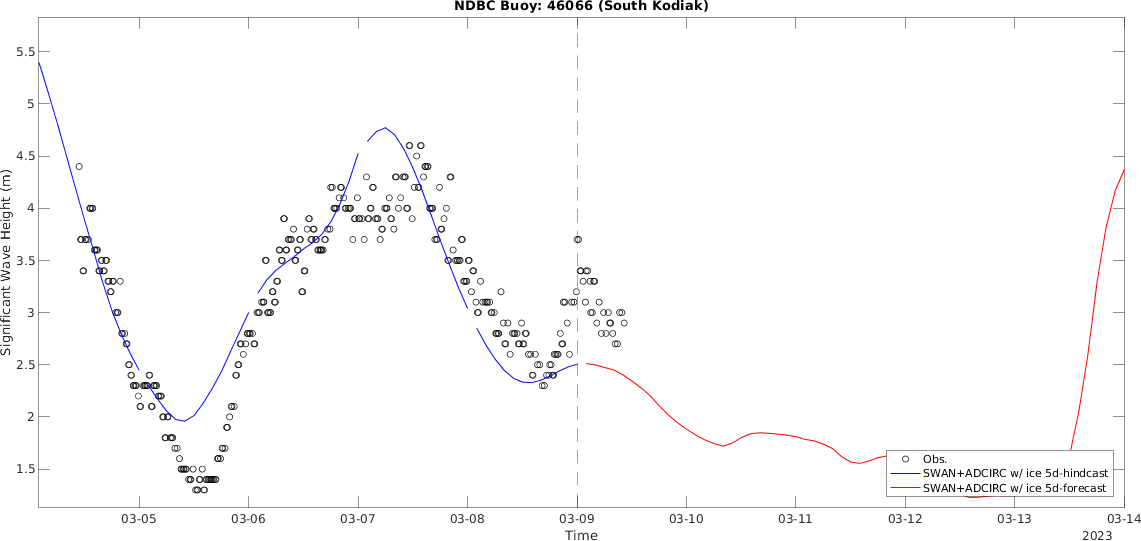 NDBC Buoy: 46066 (South Kodiak)
Significant Wave Height (m)
5.5
5
4.5
4
3.5
3
2.5
2
1.5
Obs.
SWAN+ADCIRC w/ ice 5d-hindcast
SWAN+ADCIRC w/ ice 5d-forecast
03-05 03-06 03-07 03-08 03-09 03-10 03-11 03-12 03-13 03-14
Time
2023